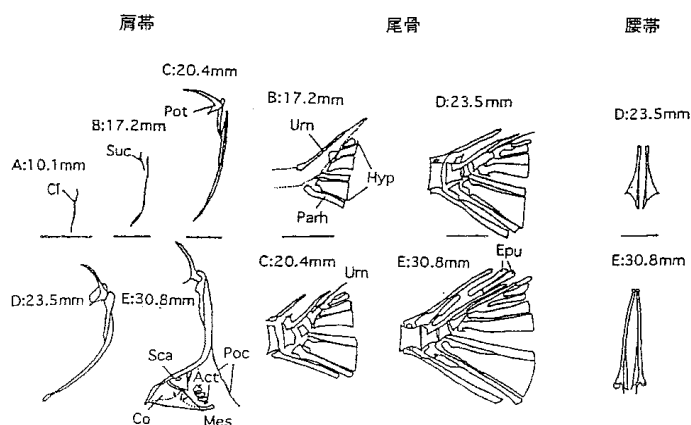 肩帯
尾骨
腰帯
C:20.4mm
Pot
B:17.2mm
Suc
A:10.1mm
Cl
B:17.2mm
Urn
Hyp
Parh
D:23.5mm
D:23.5mm
D:23.5mm
E:30.8mm
Sca
Act
Poc
Co
Mes
C:20.4mm
Urn
E:30.8mm
Epu
E:30.8mm